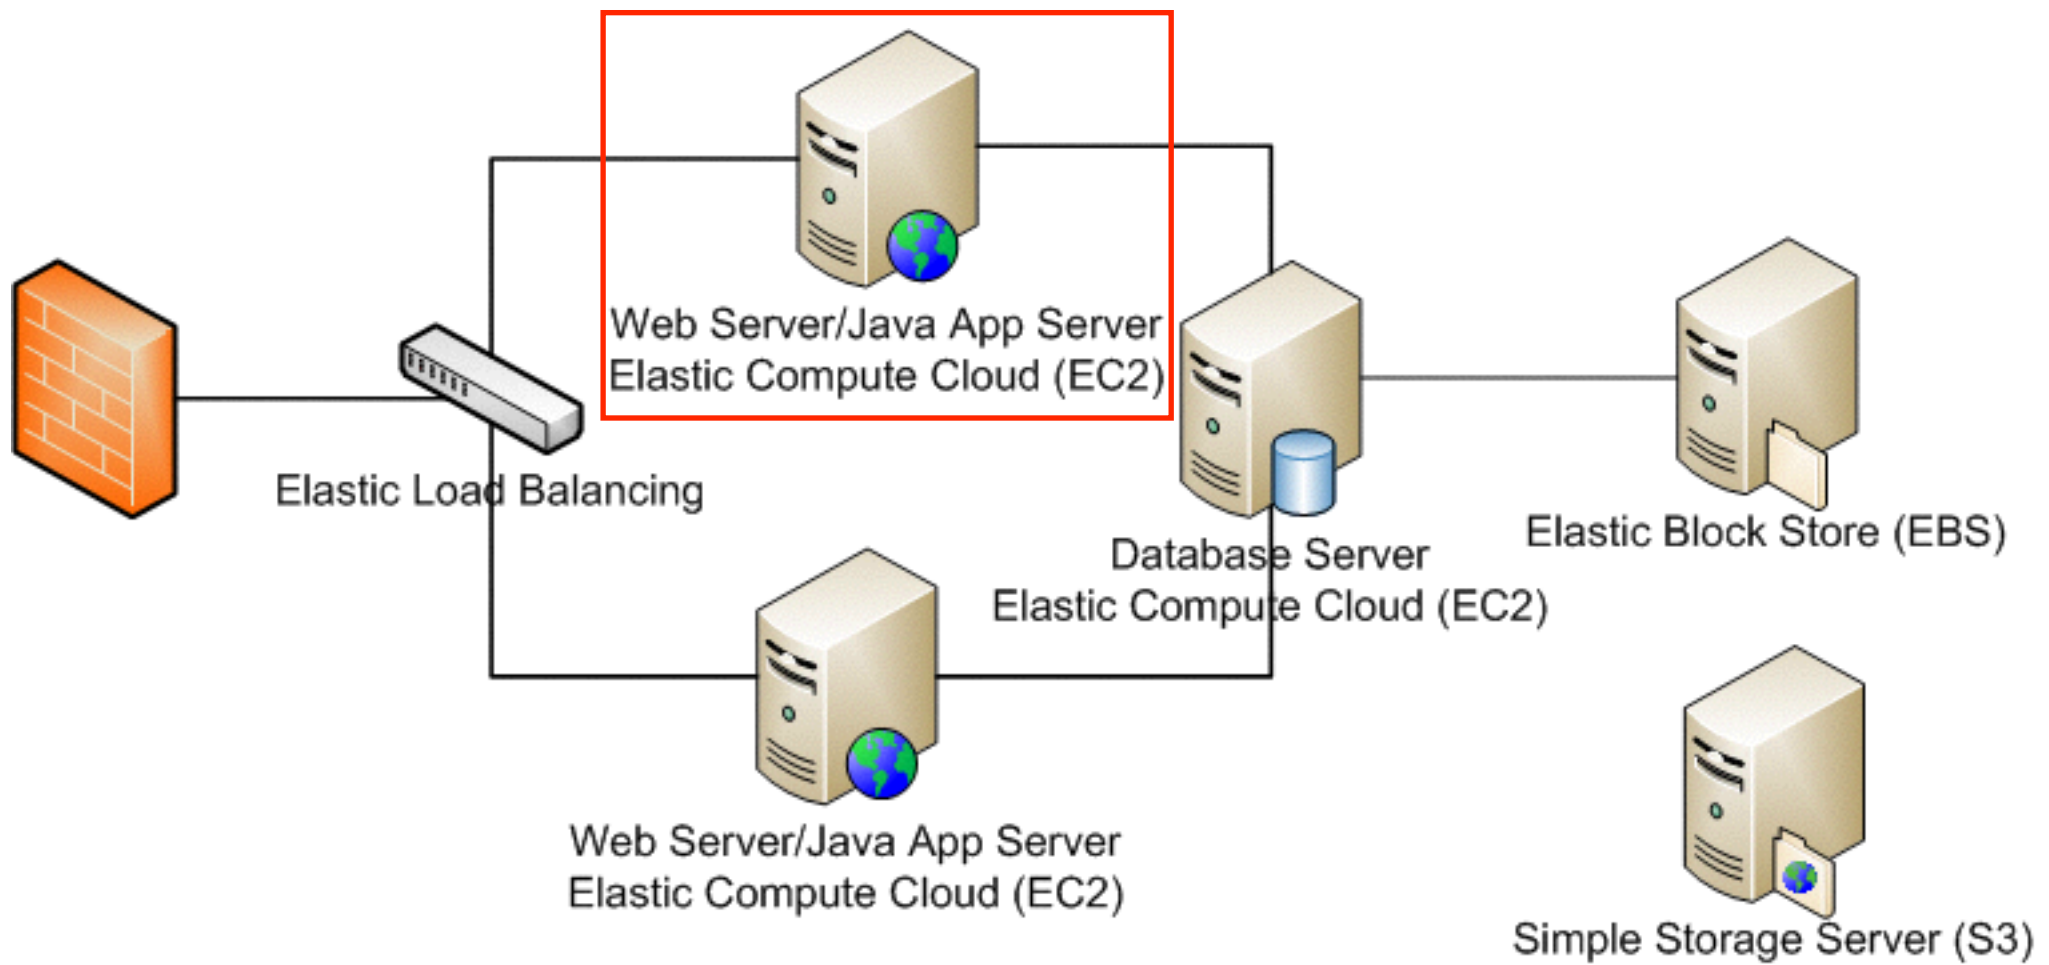 Web Server/Java App Server
Elastic Compute Cloud (EC2)
Elastic Load Balancing
Database Server
Elastic Compute Cloud (EC2)
Elastic Block Store (EBS)
Web Server/Java App Server
Elastic Compute Cloud (EC2)
Simple Storage Server (S3)